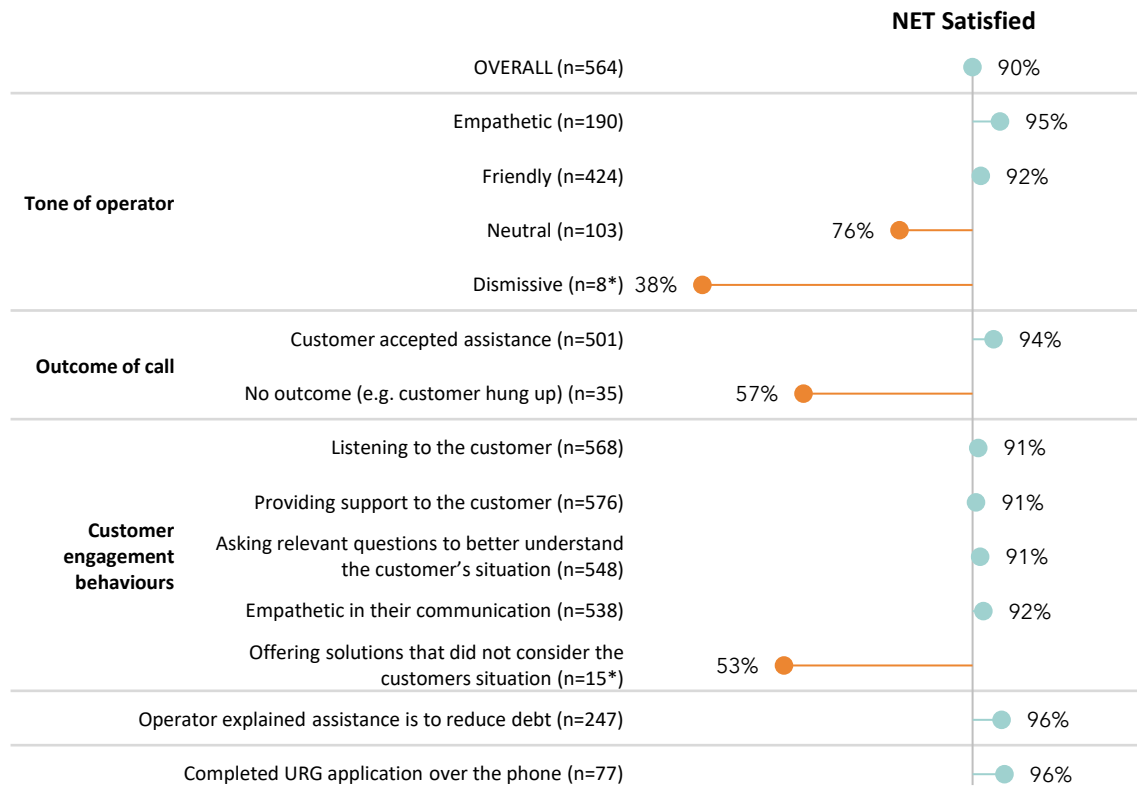 NET Satisfied
OVERALL (n=564)
90%
Tone of operator
Empathetic (n=190)
95%
Friendly (n=424)
92%
Neutral (n=103)
76%
Dismissive (n=8*)
38%
Outcome of call
Customer accepted assistance (n=501)
94%
No outcome (e.g. customer hung up) (n=35)
57%
Customer
engagement
behaviours
Listening to the customer (n=568)
91%
Providing support to the customer (n=576)
91%
Asking relevant questions to better understand
the customer's situation (n=548)
91%
Empathetic in their communication (n=538)
92%
Offering solutions that did not consider the
customers situation (n=15*)
53%
Operator explained assistance is to reduce debt (n=247)
96%
Completed URG application over the phone (n=77)
96%